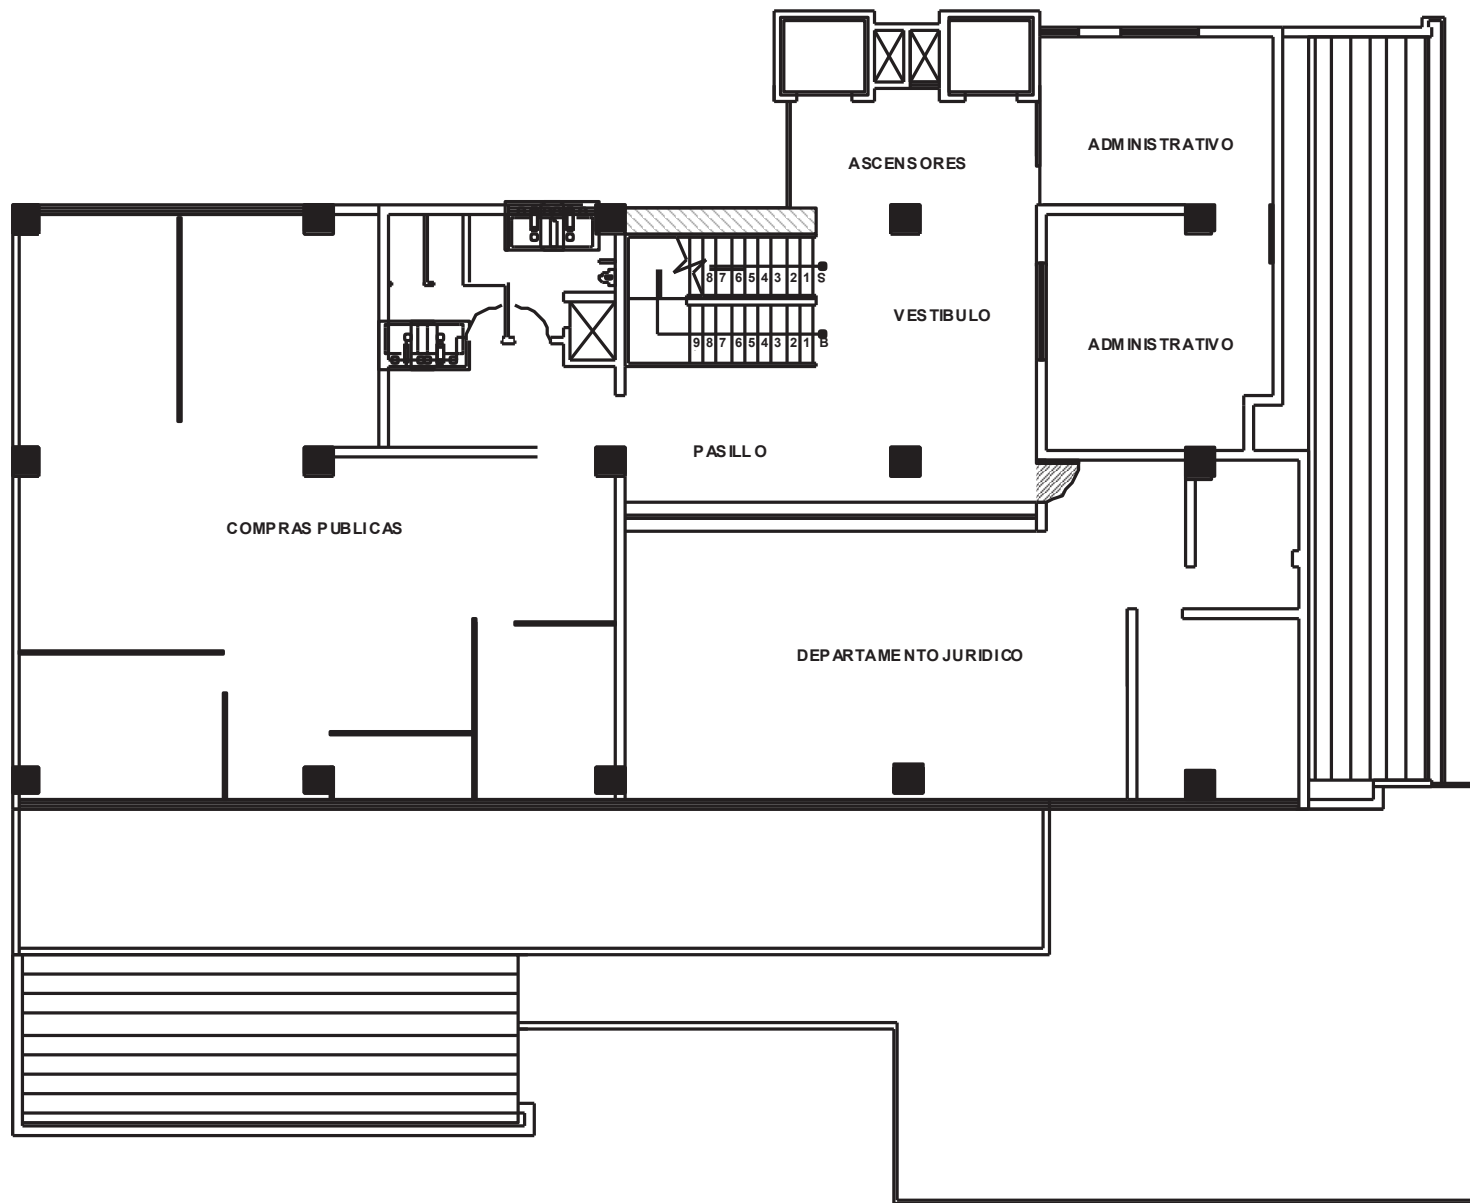 ADMINISTRATIVO
ASCENSORES
8 7 6 5 4 3 2 1 S
VESTIBULO
9 8 7 6 5 4 3 2 1 B
ADMINISTRATIVO
PASILLO
COMPRAS PUBLICAS
DEPARTAMENTO JURIDICO